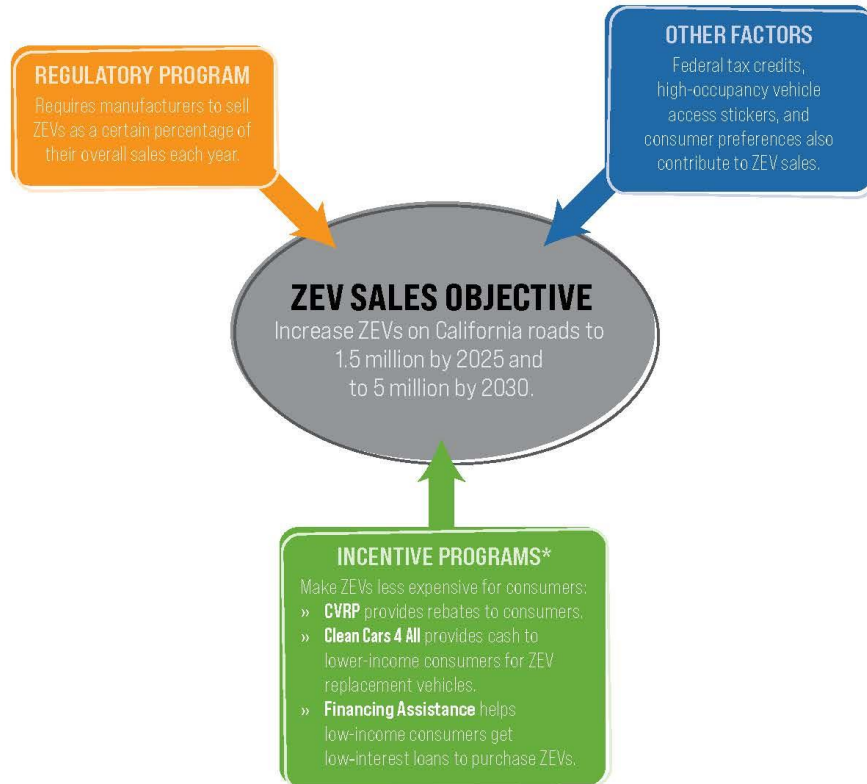 REGULATORY PROGRAM
Requires manufacturers to sell
ZEVs as a certain percentage of
their overall sales each year.
OTHER FACTORS
Federal tax credits,
high-occupancy vehicle
access stickers, and
consumer preferences also
contribute to ZEV sales.
ZEV SALES OBJECTIVE
Increase ZEVs on California roads to
1.5 million by 2025 and
to 5 million by 2030.
INCENTIVE PROGRAMS*
Make ZEVs less expensive for consumers:
» CVRP provides rebates to consumers.
» Clean Cars 4 All provides cash to
lower-income consumers for ZEV
replacement vehicles.
» Financing Assistance helps
low-income consumers get
low-interest loans to purchase ZEVs.